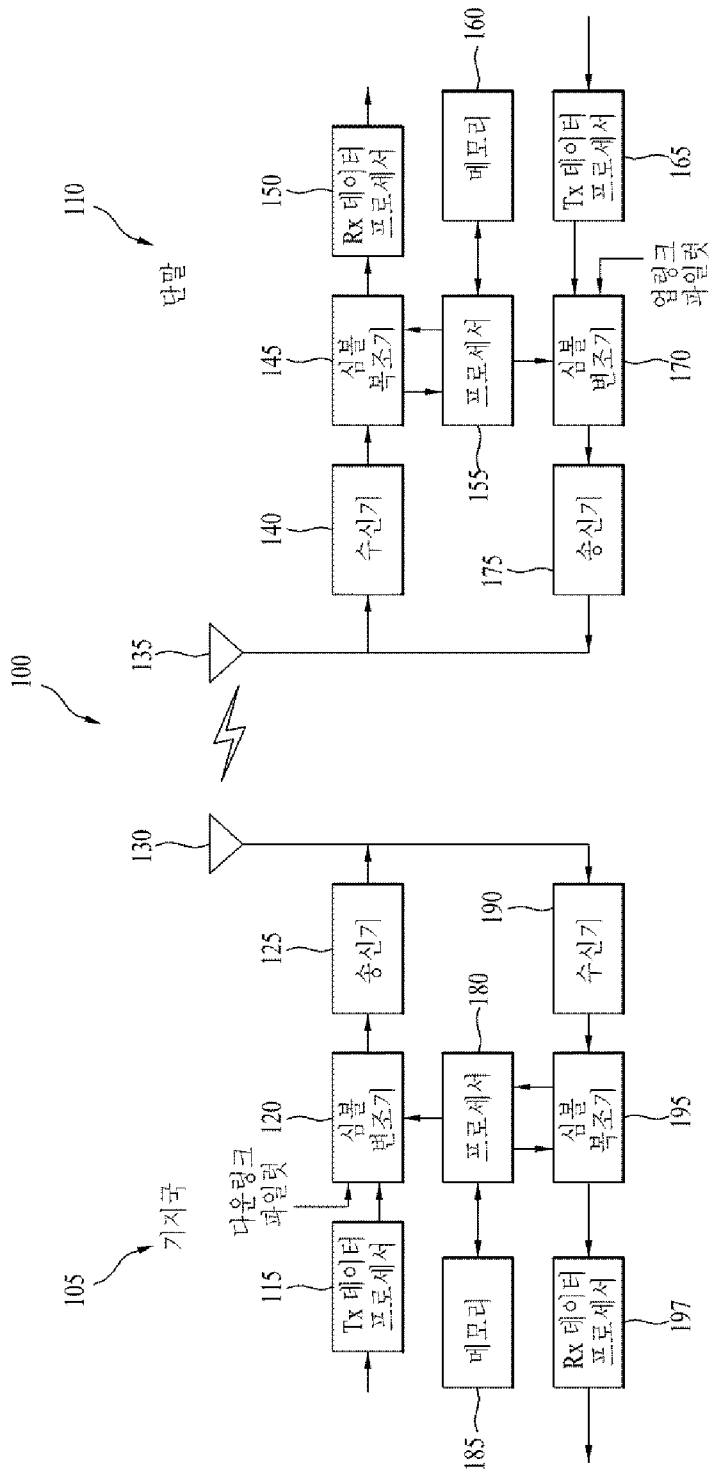 100
105
기지국
110
단말
130
135
115
Tx 데이터
프로세서
다운링크
파일럿
120
심볼
변조기
125
송신기
140
수신기
145
심볼
복조기
150
Rx 데이터
프로세서
185
메모리
180
프로세서
155
프로세서
160
메모리
197
Rx 데이터
프로세서
195
심볼
복조기
190
수신기
175
송신기
170
심볼
변조기
업링크
파일럿
165
Tx 데이터
프로세서